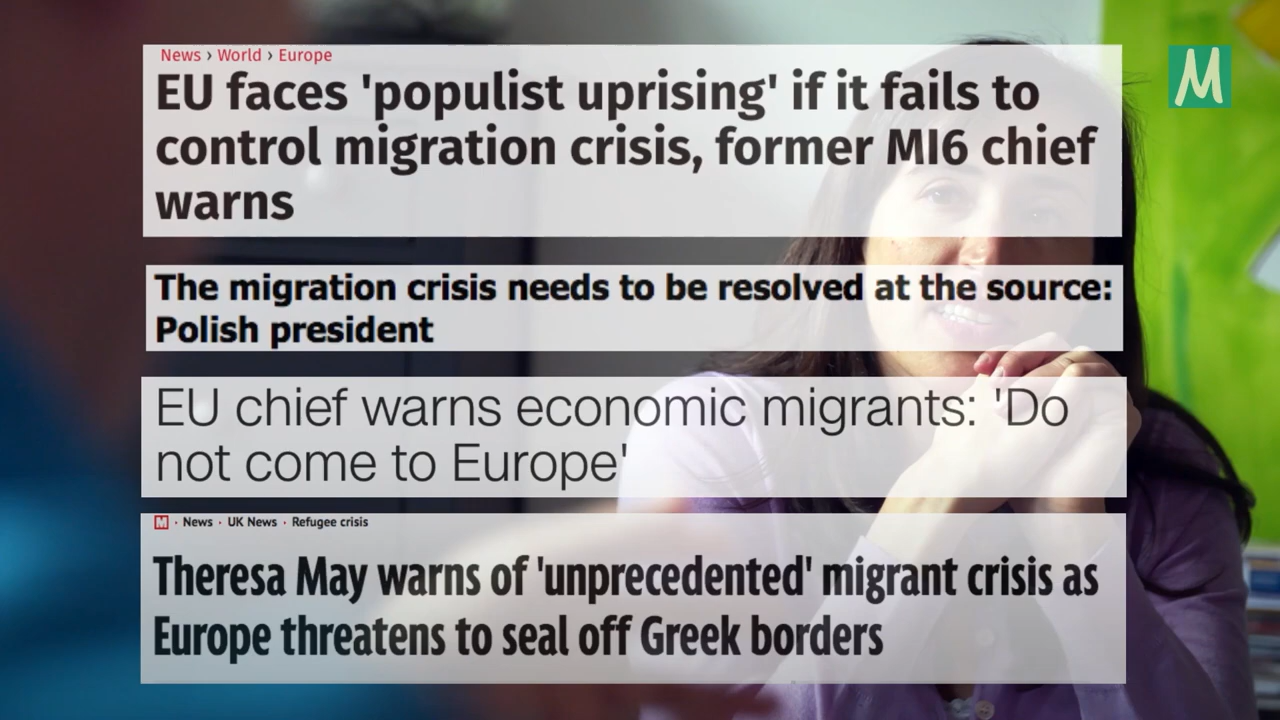 M
News › World › Europe
EU faces 'populist uprising' if it fails to
control migration crisis, former MI6 chief
warns
The migration crisis needs to be resolved at the source:
Polish president
EU chief warns economic migrants: 'Do
not come to Europe'
M · News · UK News · Refugee crisis
Theresa May warns of 'unprecedented' migrant crisis as
Europe threatens to seal off Greek borders